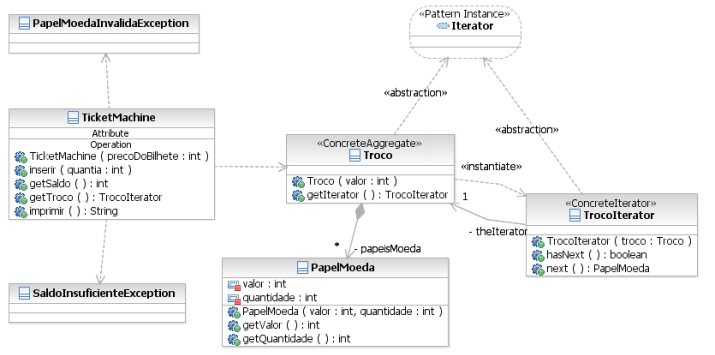 PapelMoedaInvalidaException
«Pattern Instance»
Iterator
«abstraction»
«abstraction»
TicketMachine
Attribute
Operation
TicketMachine ( precoDoBilhete : int )
inserir ( quantia : int )
getSaldo ( ) : int
getTroco ( ) : TrocoIterator
imprimir ( ) : String
«ConcreteAggregate»
Troco
Troco ( valor : int )
getIterator ( ) : TrocoIterator
«instantiate»
1
- theIterator
«ConcreteIterator»
TrocoIterator
TrocoIterator ( troco : Troco )
hasNext ( ) : boolean
next ( ) : PapelMoeda
*
- papeisMoeda
PapelMoeda
valor : int
quantidade : int
PapelMoeda ( valor : int, quantidade : int )
getValor ( ) : int
getQuantidade ( ) : int
SaldoInsuficienteException